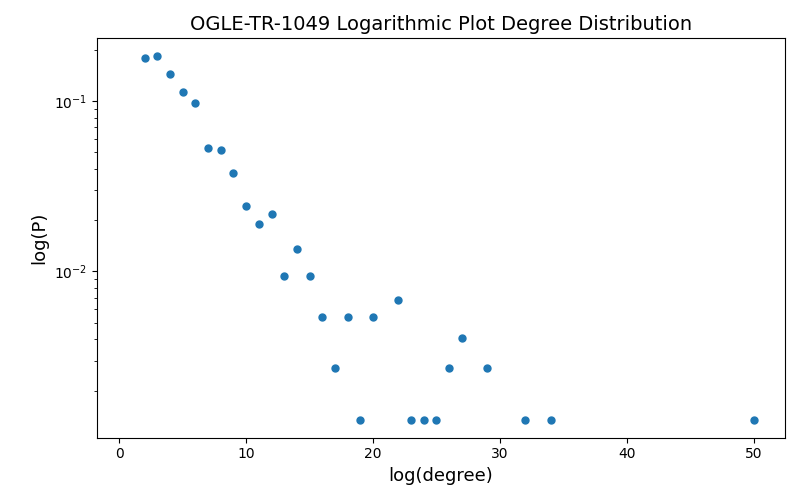 OGLE-TR-1049 Logarithmic Plot Degree Distribution
log(P)
10⁻¹
10⁻²
0 10 20 30 40 50
log(degree)